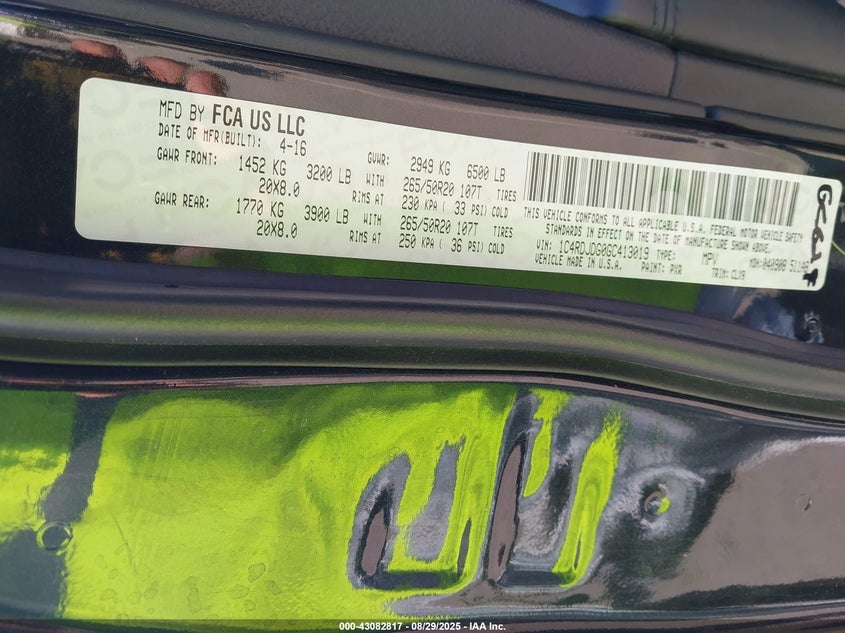 MFD BY FCA US LLC
DATE OF MFR(BUILT): 4-16
GVWR: 2949 KG 6500 LB
GAWR FRONT: 1452 KG 3200 LB WITH 265/50R20 107T TIRES
20X8.0 RIMS AT 230 KPA ( 33 PSI) COLD
GAWR REAR: 1770 KG 3900 LB WITH 265/50R20 107T TIRES
20X8.0 RIMS AT 250 KPA ( 36 PSI) COLD
THIS VEHICLE CONFORMS TO ALL APPLICABLE U.S.A. FEDERAL MOTOR VEHICLE SAFETY
STANDARDS IN EFFECT ON THE DATE OF MANUFACTURE SHOWN ABOVE.
VIN: 1C4RDJDG0GC413019 TYPE: MPV
VEHICLE MADE IN U.S.A. PAINT: PXR TRIM: CLX9
MDH: 040908
000-43082817 - 08/29/2025 - IAA Inc.